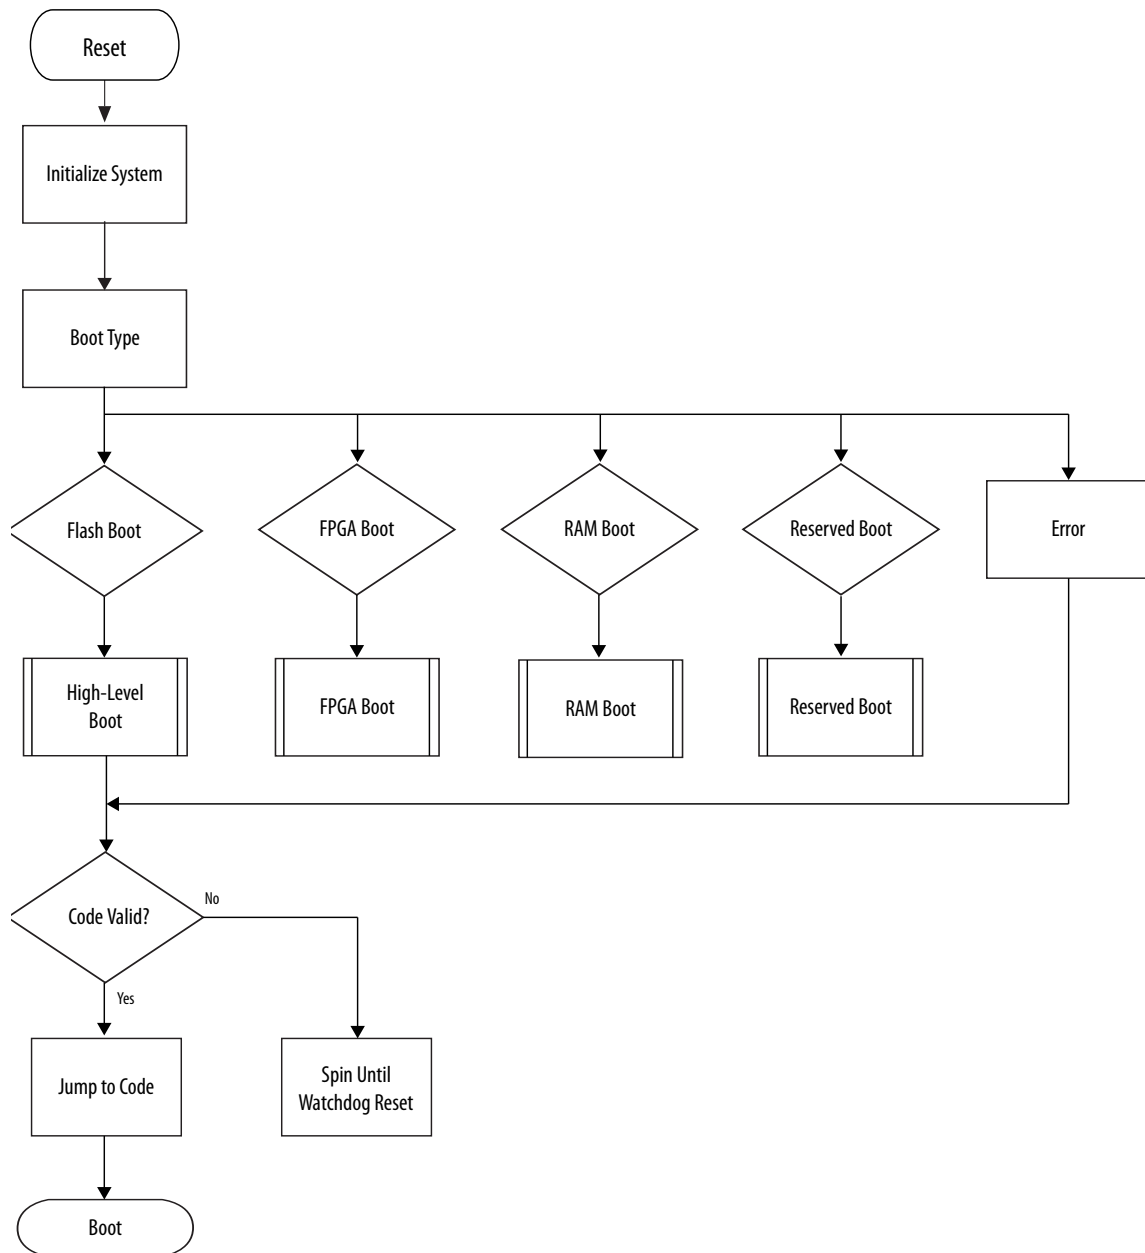 Reset
Initialize System
Boot Type
Flash Boot
FPGA Boot
RAM Boot
Reserved Boot
Error
High-Level
Boot
FPGA Boot
RAM Boot
Reserved Boot
Code Valid?
No
Yes
Jump to Code
Spin Until
Watchdog Reset
Boot